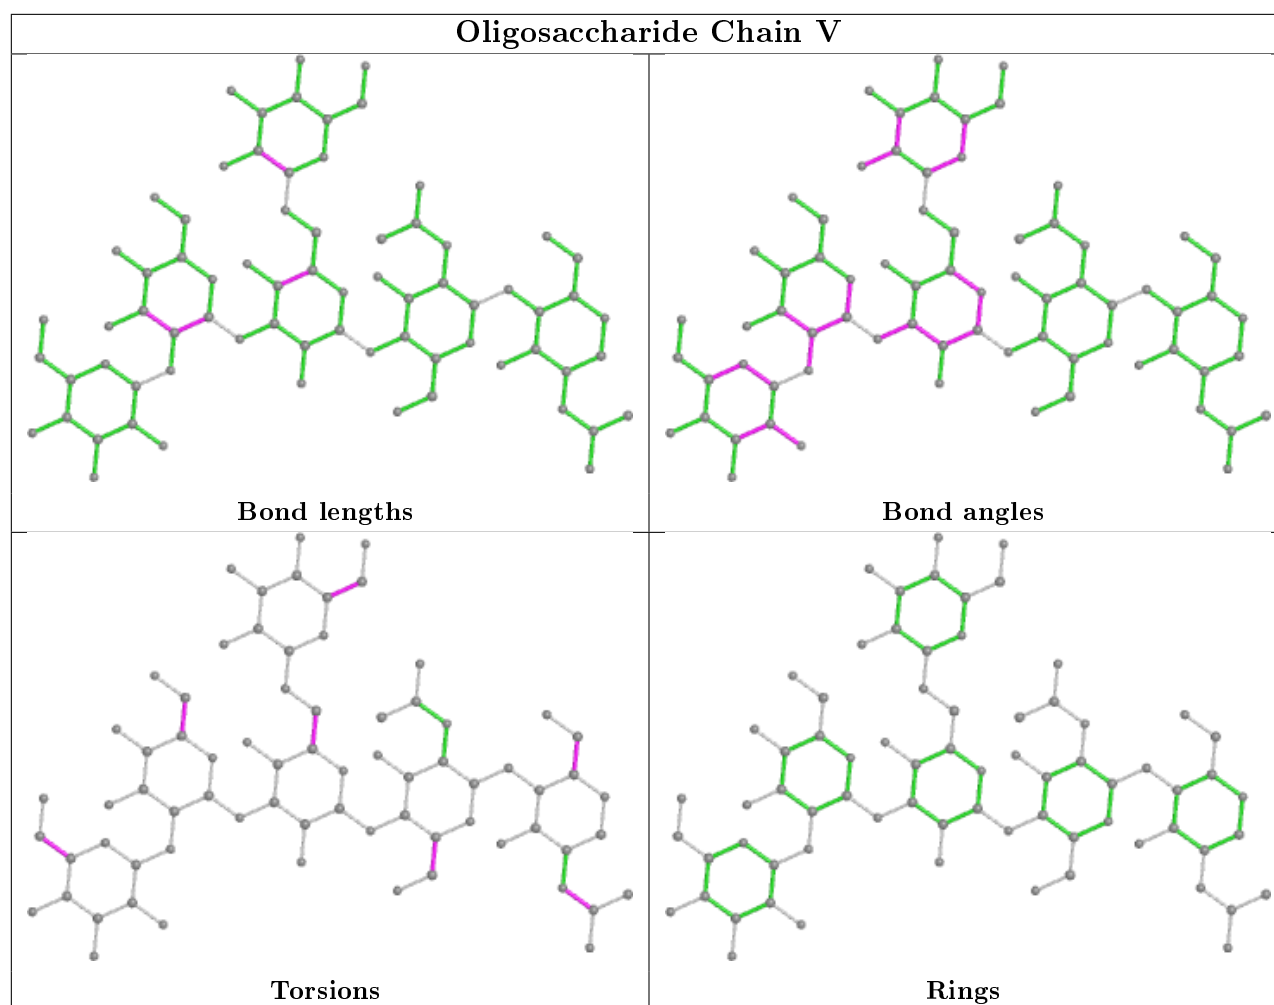 Oligosaccharide Chain V
Bond lengths
Bond angles
Torsions
Rings